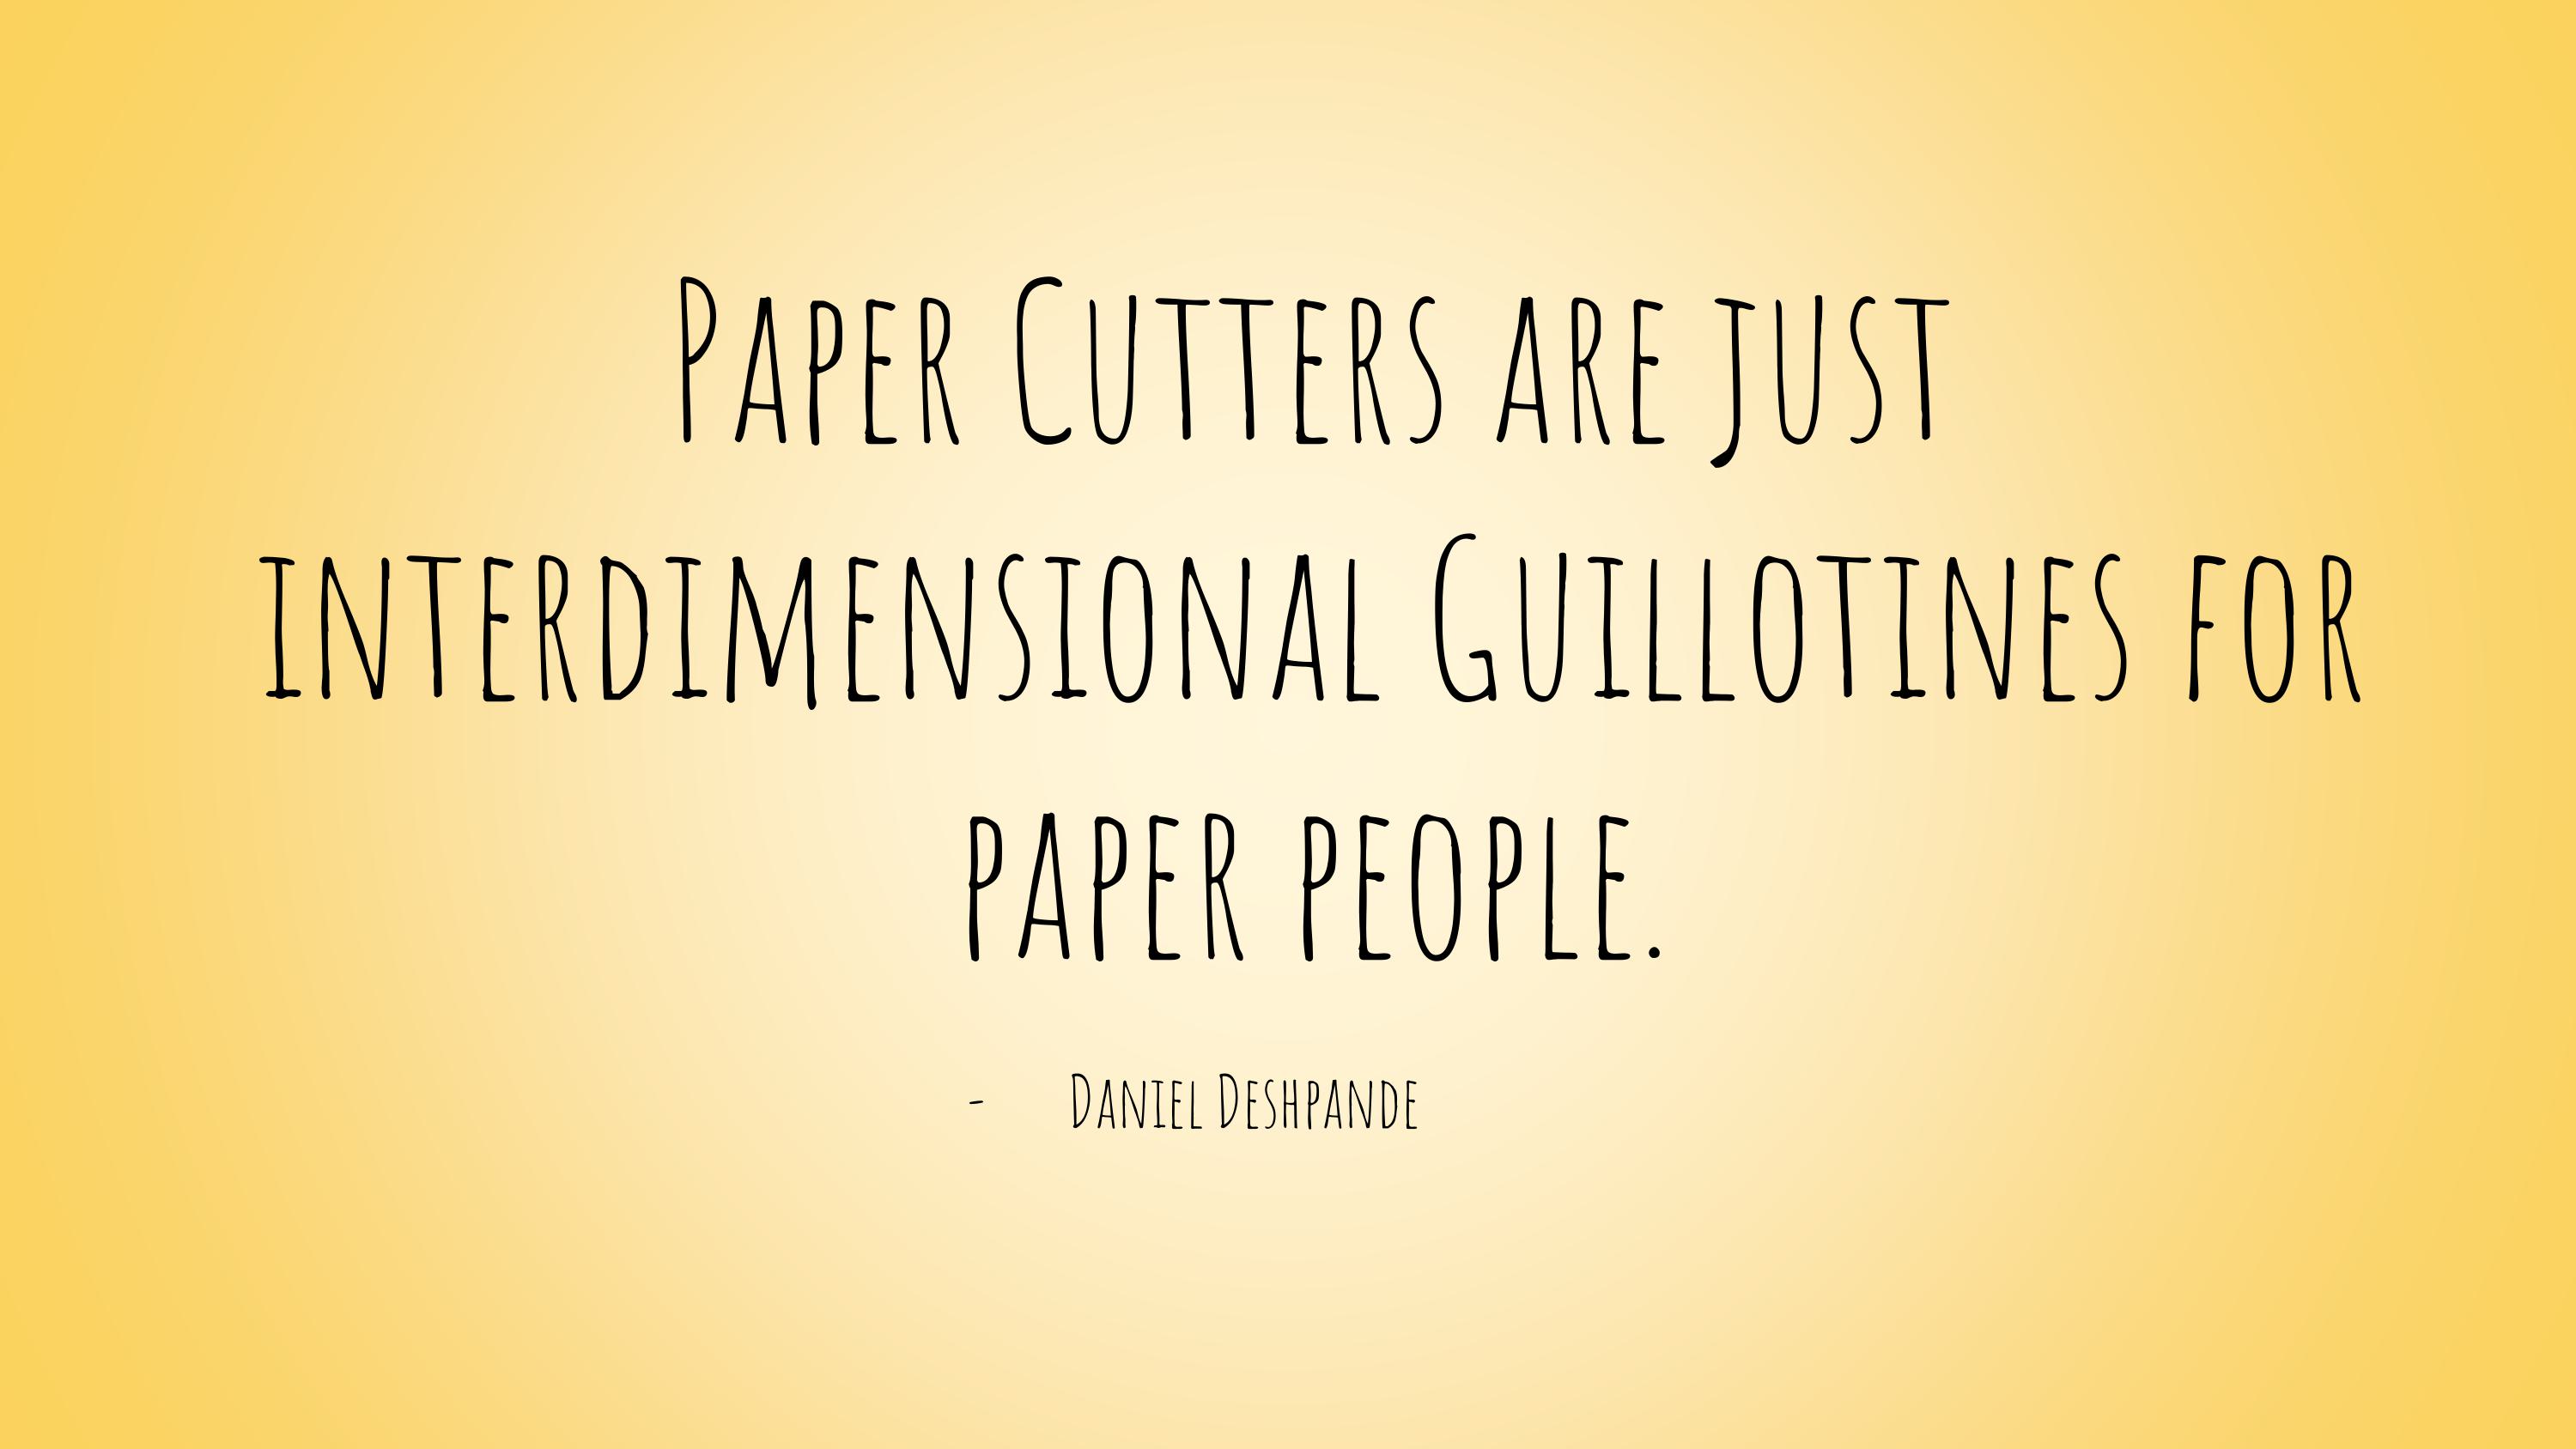 Paper Cutters are just
interdimensional Guillotines for
paper people.
- Daniel Deshpande